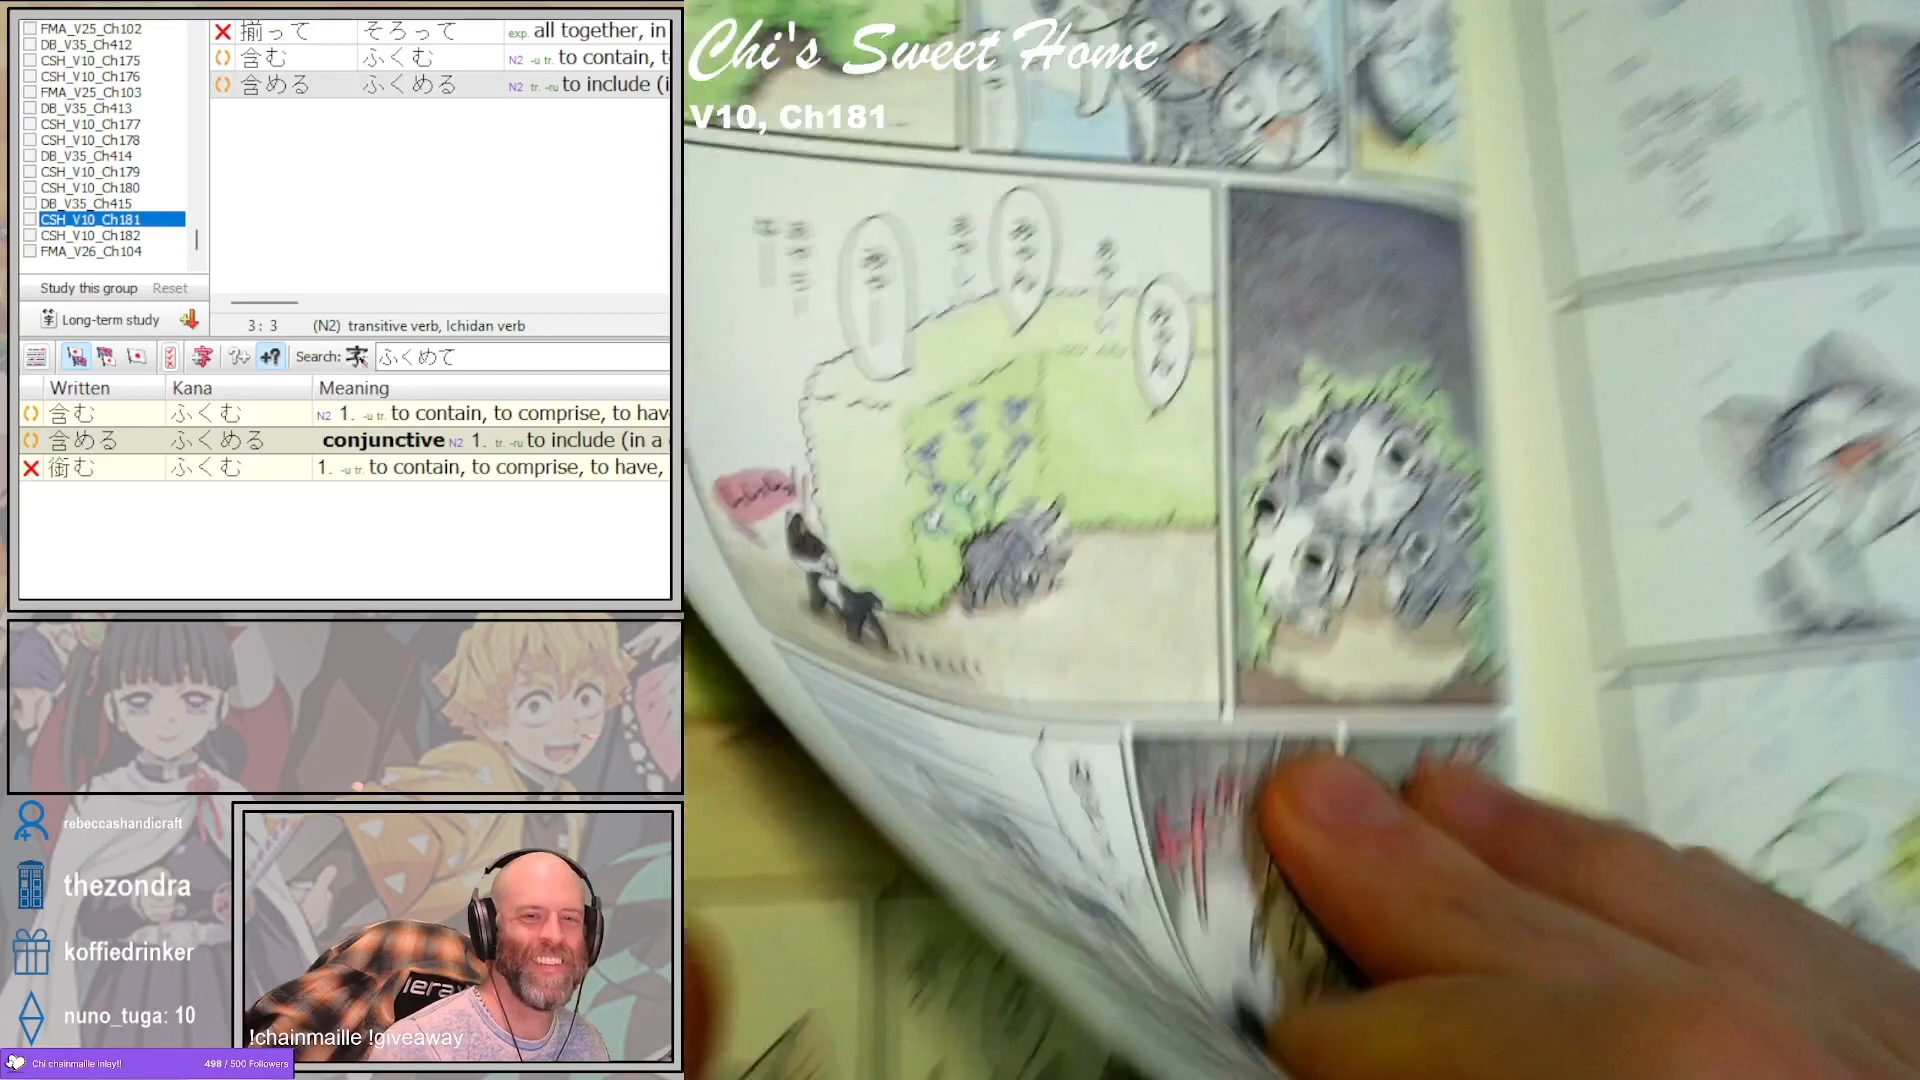 FMA_V25_Ch102
DB_V35_Ch412
CSH_V10_Ch175
CSH_V10_Ch176
FMA_V25_Ch103
DB_V35_Ch413
CSH_V10_Ch177
CSH_V10_Ch178
DB_V35_Ch414
CSH_V10_Ch179
CSH_V10_Ch180
DB_V35_Ch415
CSH_V10_Ch181
CSH_V10_Ch182
FMA_V26_Ch104
Study this group Reset
Long-term study
揃って そろって exp. all together, in
含む ふくむ N2 -u tr. to contain, t
含める ふくめる N2 tr. -ru to include (i
3: 3 (N2) transitive verb, Ichidan verb
Search: ふくめて
Written Kana Meaning
含む ふくむ N2 1. -u tr. to contain, to comprise, to hav
含める ふくめる conjunctive N2 1. tr. -ru to include (in a
銜む ふくむ 1. -u tr. to contain, to comprise, to have,
Chi's Sweet Home
V10, Ch181
rebeccashandicraft
thezondra
koffiedrinker
nuno_tuga: 10
!chainmaille !giveaway
Chi chainmaille inlay!! 498 / 500 Followers